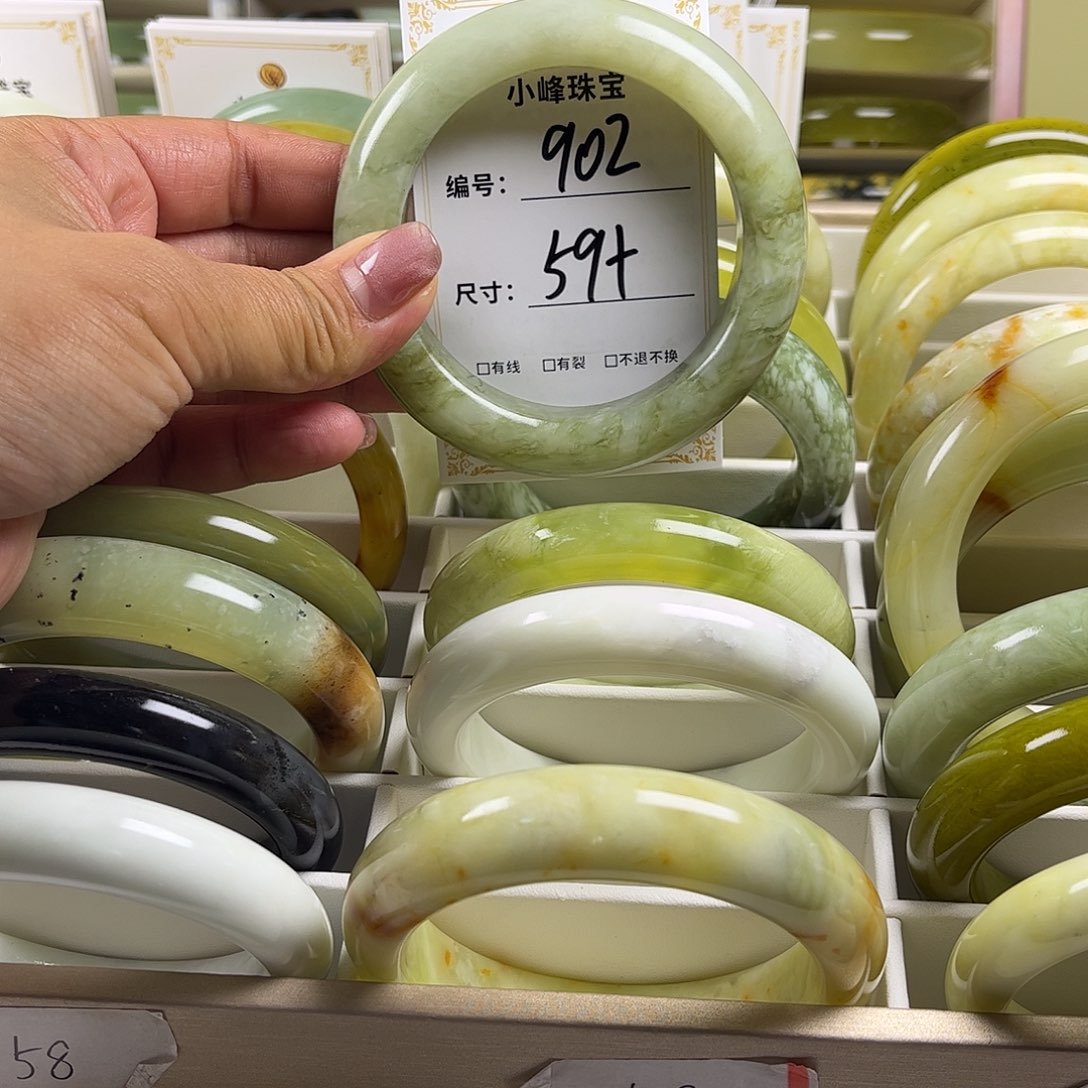 小峰珠宝
编号： 902
尺寸： 59+
□有线 □有裂 □不退不换
宝
58